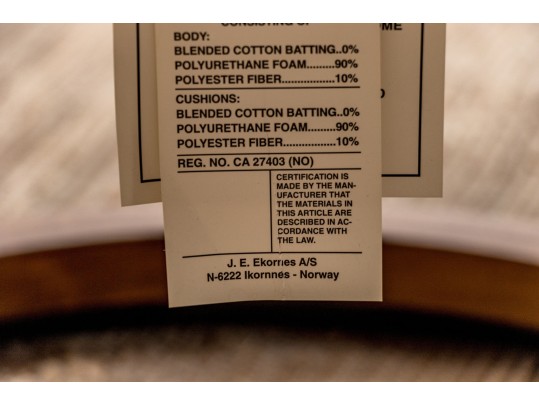 CONSISTING OF
BODY:
BLENDED COTTON BATTING..0%
POLYURETHANE FOAM.........90%
POLYESTER FIBER.................10%
CUSHIONS:
BLENDED COTTON BATTING..0%
POLYURETHANE FOAM.........90%
POLYESTER FIBER.................10%
REG. NO. CA 27403 (NO)
CERTIFICATION IS
MADE BY THE MAN-
UFACTURER THAT
THE MATERIALS IN
THIS ARTICLE ARE
DESCRIBED IN AC-
CORDANCE WITH
THE LAW.
J. E. Ekornes A/S
N-6222 Ikornnes - Norway